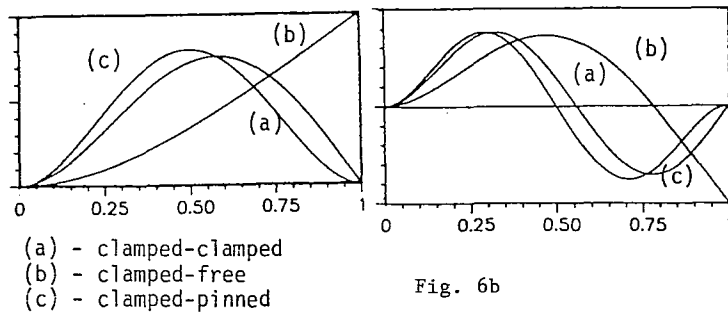 (c)
(b)
(a)
0
0.25
0.50
0.75
1
(a)
(b)
(c)
0
0.25
0.50
0.75
(a) - clamped-clamped
(b) - clamped-free
(c) - clamped-pinned
Fig. 6b